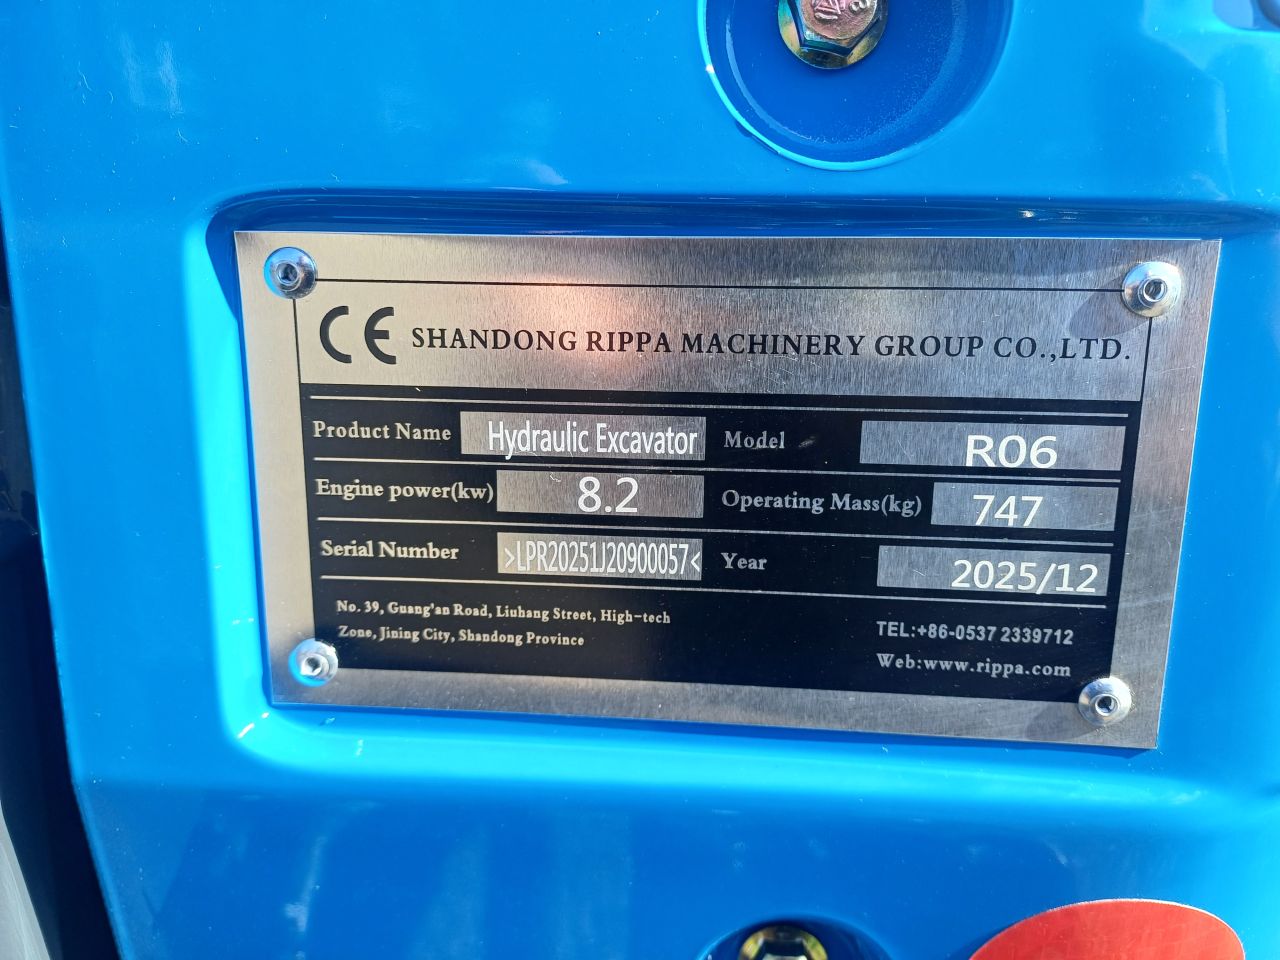 CE SHANDONG RIPPA MACHINERY GROUP CO.,LTD.
Product Name Hydraulic Excavator Model R06
Engine power(kw) 8.2 Operating Mass(kg) 747
Serial Number >LPR20251J20900057< Year 2025/12
No. 39, Guang'an Road, Liuhang Street, High-tech
Zone, Jining City, Shandong Province
TEL:+86-0537 2339712
Web:www.rippa.com